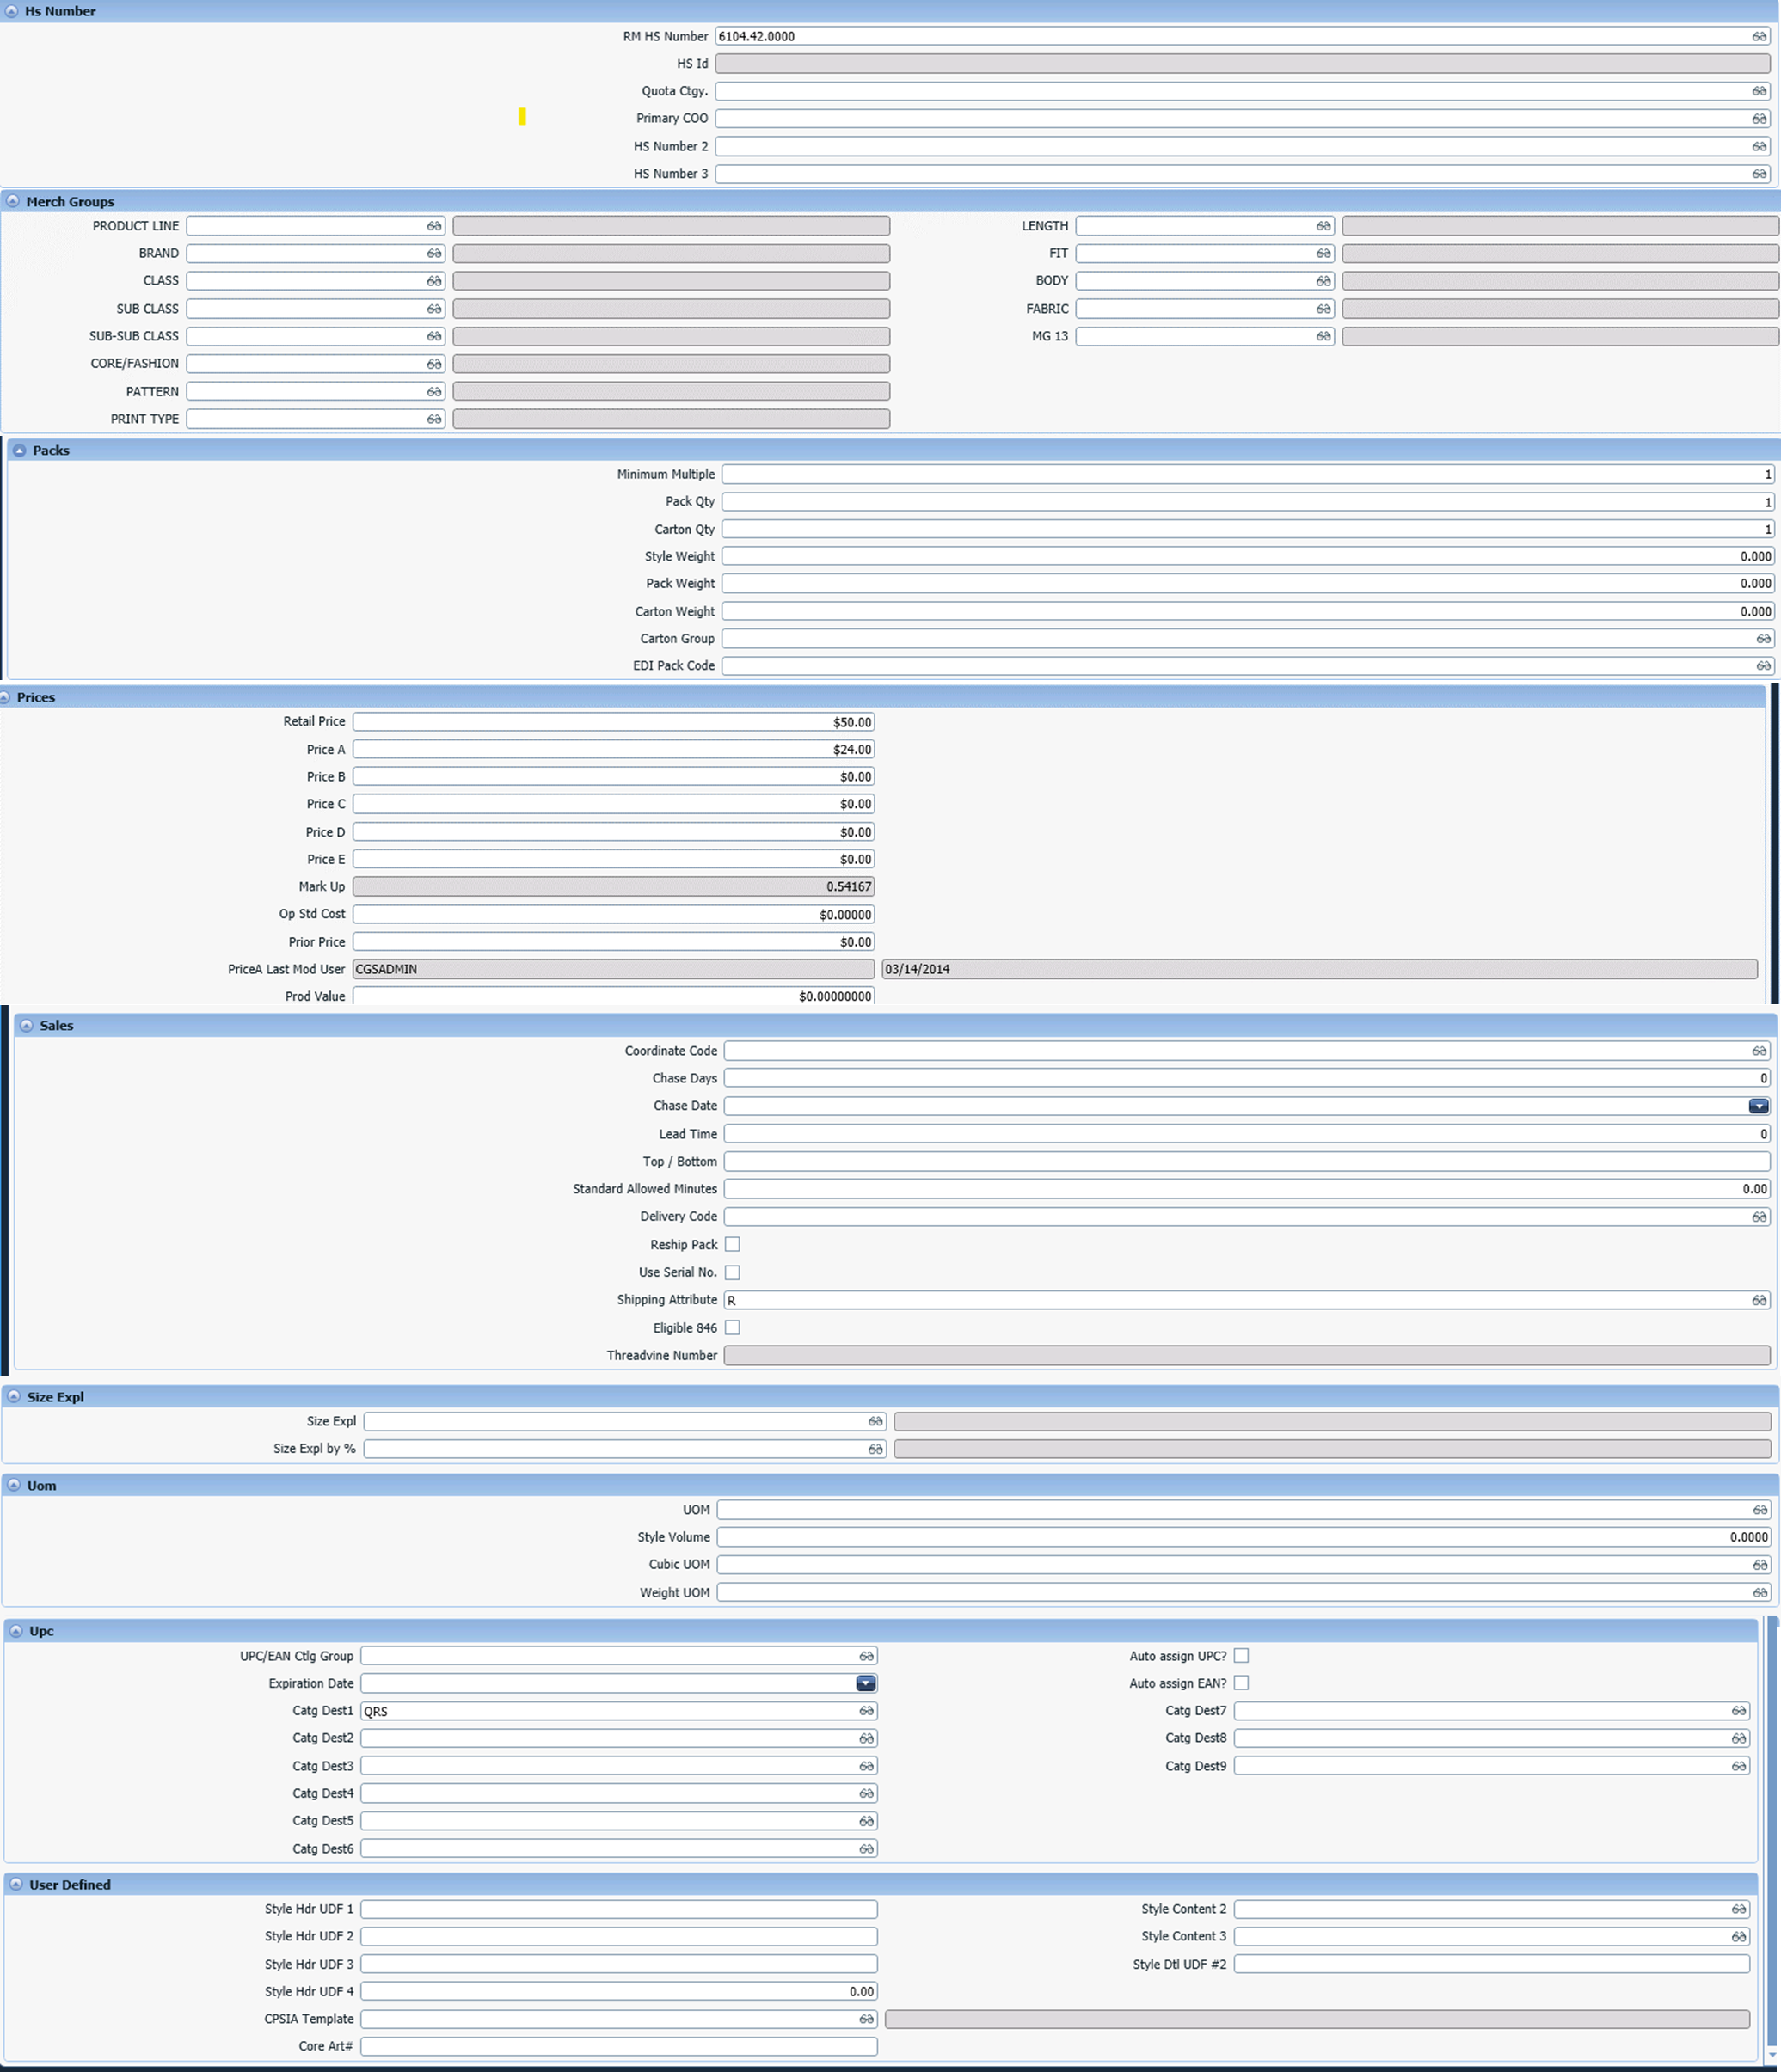 Hs Number
RM HS Number 6104.42.0000
HS Id
Quota Ctgy.
Primary COO
HS Number 2
HS Number 3
Merch Groups
PRODUCT LINE LENGTH
BRAND FIT
CLASS BODY
SUB CLASS FABRIC
SUB-SUB CLASS MG 13
CORE/FASHION
PATTERN
PRINT TYPE
Packs
Minimum Multiple 1
Pack Qty 1
Carton Qty 1
Style Weight 0.000
Pack Weight 0.000
Carton Weight 0.000
Carton Group
EDI Pack Code
Prices
Retail Price $50.00
Price A $24.00
Price B $0.00
Price C $0.00
Price D $0.00
Price E $0.00
Mark Up 0.54167
Op Std Cost $0.00000
Prior Price $0.00
PriceA Last Mod User CGSADMIN 03/14/2014
Prod Value $0.00000000
Sales
Coordinate Code
Chase Days 0
Chase Date
Lead Time 0
Top / Bottom
Standard Allowed Minutes 0.00
Delivery Code
Reship Pack
Use Serial No.
Shipping Attribute R
Eligible 846
Threadvine Number
Size Expl
Size Expl
Size Expl by %
Uom
UOM
Style Volume 0.0000
Cubic UOM
Weight UOM
Upc
UPC/EAN Ctlg Group Auto assign UPC?
Expiration Date Auto assign EAN?
Catg Dest1 QRS Catg Dest7
Catg Dest2 Catg Dest8
Catg Dest3 Catg Dest9
Catg Dest4
Catg Dest5
Catg Dest6
User Defined
Style Hdr UDF 1 Style Content 2
Style Hdr UDF 2 Style Content 3
Style Hdr UDF 3 Style Dtl UDF #2
Style Hdr UDF 4 0.00
CPSIA Template
Core Art#